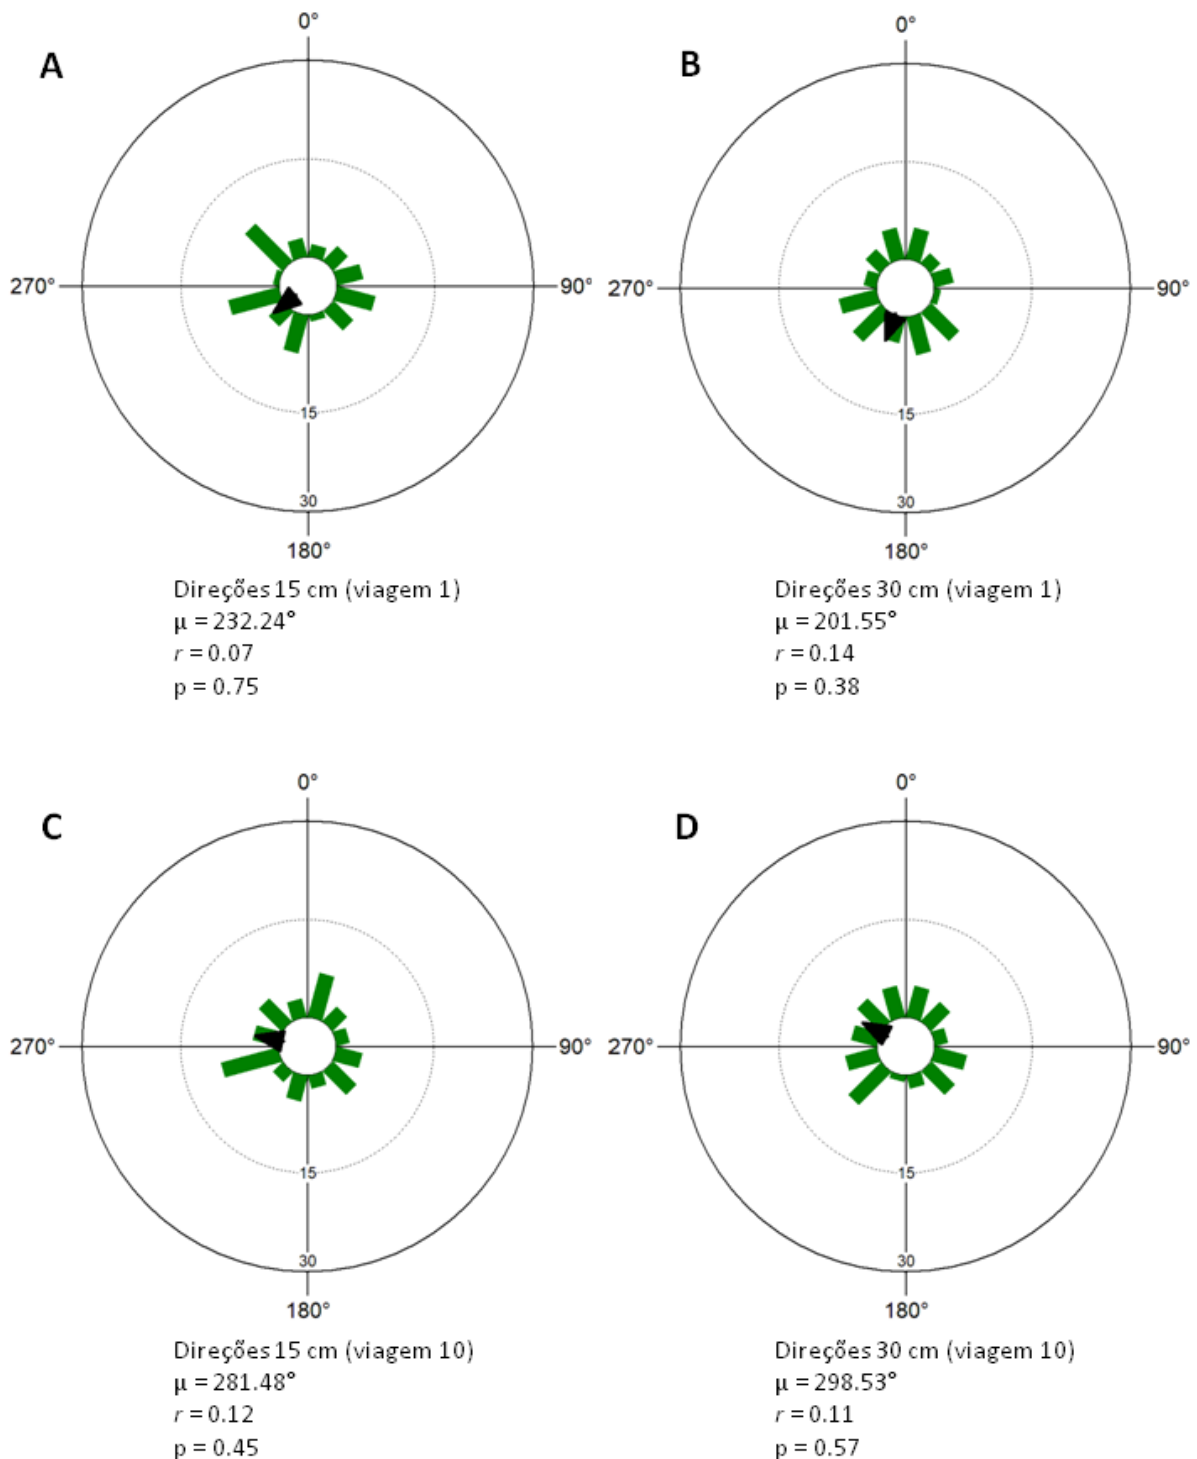 0°
A
270°
90°
15
30
180°
Direções 15 cm (viagem 1)
µ = 232.24°
r = 0.07
p = 0.75
0°
B
270°
90°
15
30
180°
Direções 30 cm (viagem 1)
µ = 201.55°
r = 0.14
p = 0.38
0°
C
270°
90°
15
30
180°
Direções 15 cm (viagem 10)
µ = 281.48°
r = 0.12
p = 0.45
0°
D
270°
90°
15
30
180°
Direções 30 cm (viagem 10)
µ = 298.53°
r = 0.11
p = 0.57